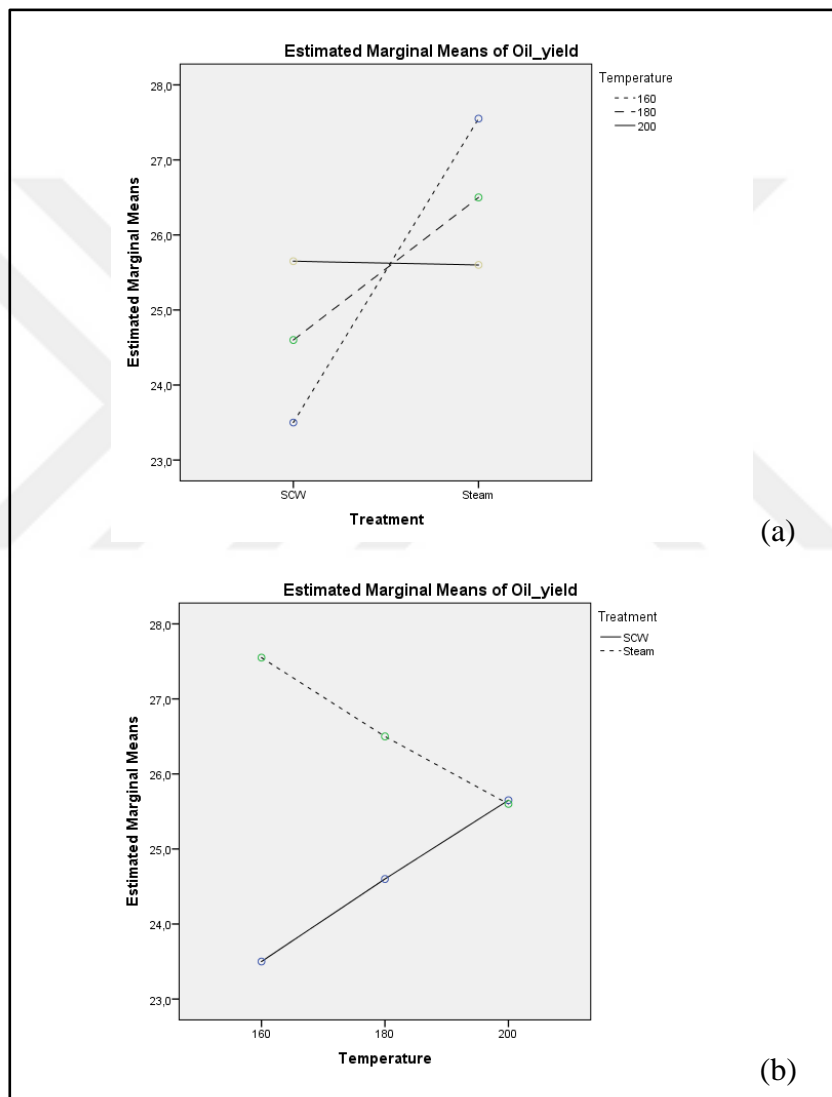 Estimated Marginal Means of Oil_yield
Temperature
160
180
200
28,0
27,0
26,0
25,0
24,0
23,0
Estimated Marginal Means
SCW
Steam
Treatment
(a)
Estimated Marginal Means of Oil_yield
Treatment
SCW
Steam
28,0
27,0
26,0
25,0
24,0
23,0
Estimated Marginal Means
160
180
200
Temperature
(b)